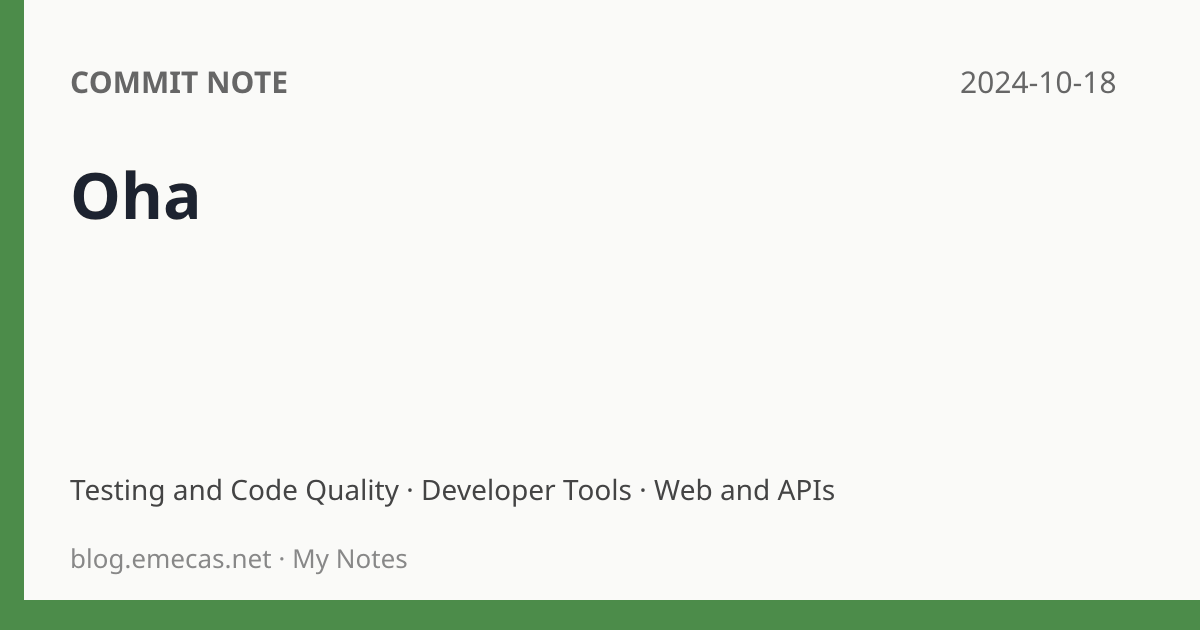 COMMIT NOTE 2024-10-18
Oha
Testing and Code Quality · Developer Tools · Web and APIs
blog.emecas.net · My Notes